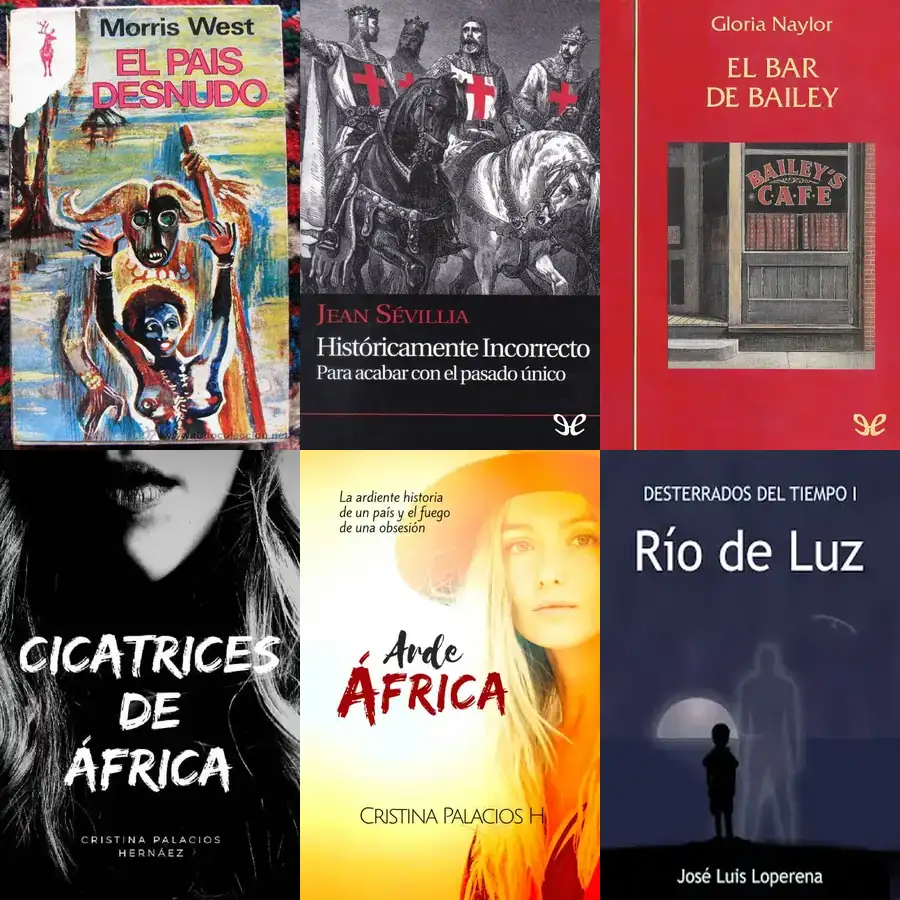 Morris West
EL PAIS
DESNUDO
JEAN SÉVILLIA
Históricamente Incorrecto
Para acabar con el pasado único
Gloria Naylor
EL BAR
DE BAILEY
BAILEY'S
CAFE
CICATRICES
DE
ÁFRICA
CRISTINA PALACIOS
HERNÁEZ
La ardiente historia
de un país y el fuego
de una obsesión
Arde
ÁFRICA
CRISTINA PALACIOS H
DESTERRADOS DEL TIEMPO I
Río de Luz
José Luis Loperena